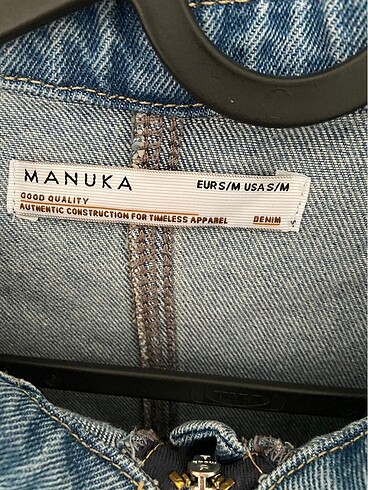 MANUKA EUR S/M USA S/M
GOOD QUALITY
AUTHENTIC CONSTRUCTION FOR TIMELESS APPAREL DENIM